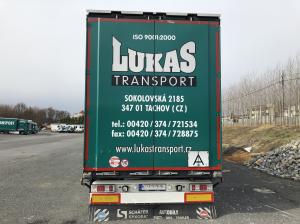 ISO 9001:2000
LUKAS
TRANSPORT
SOKOLOVSKÁ 2185
347 01 TACHOV ( CZ )
tel.: 00420 / 374 / 721534
fax: 00420 / 374 / 728875
www.lukastransport.cz
A